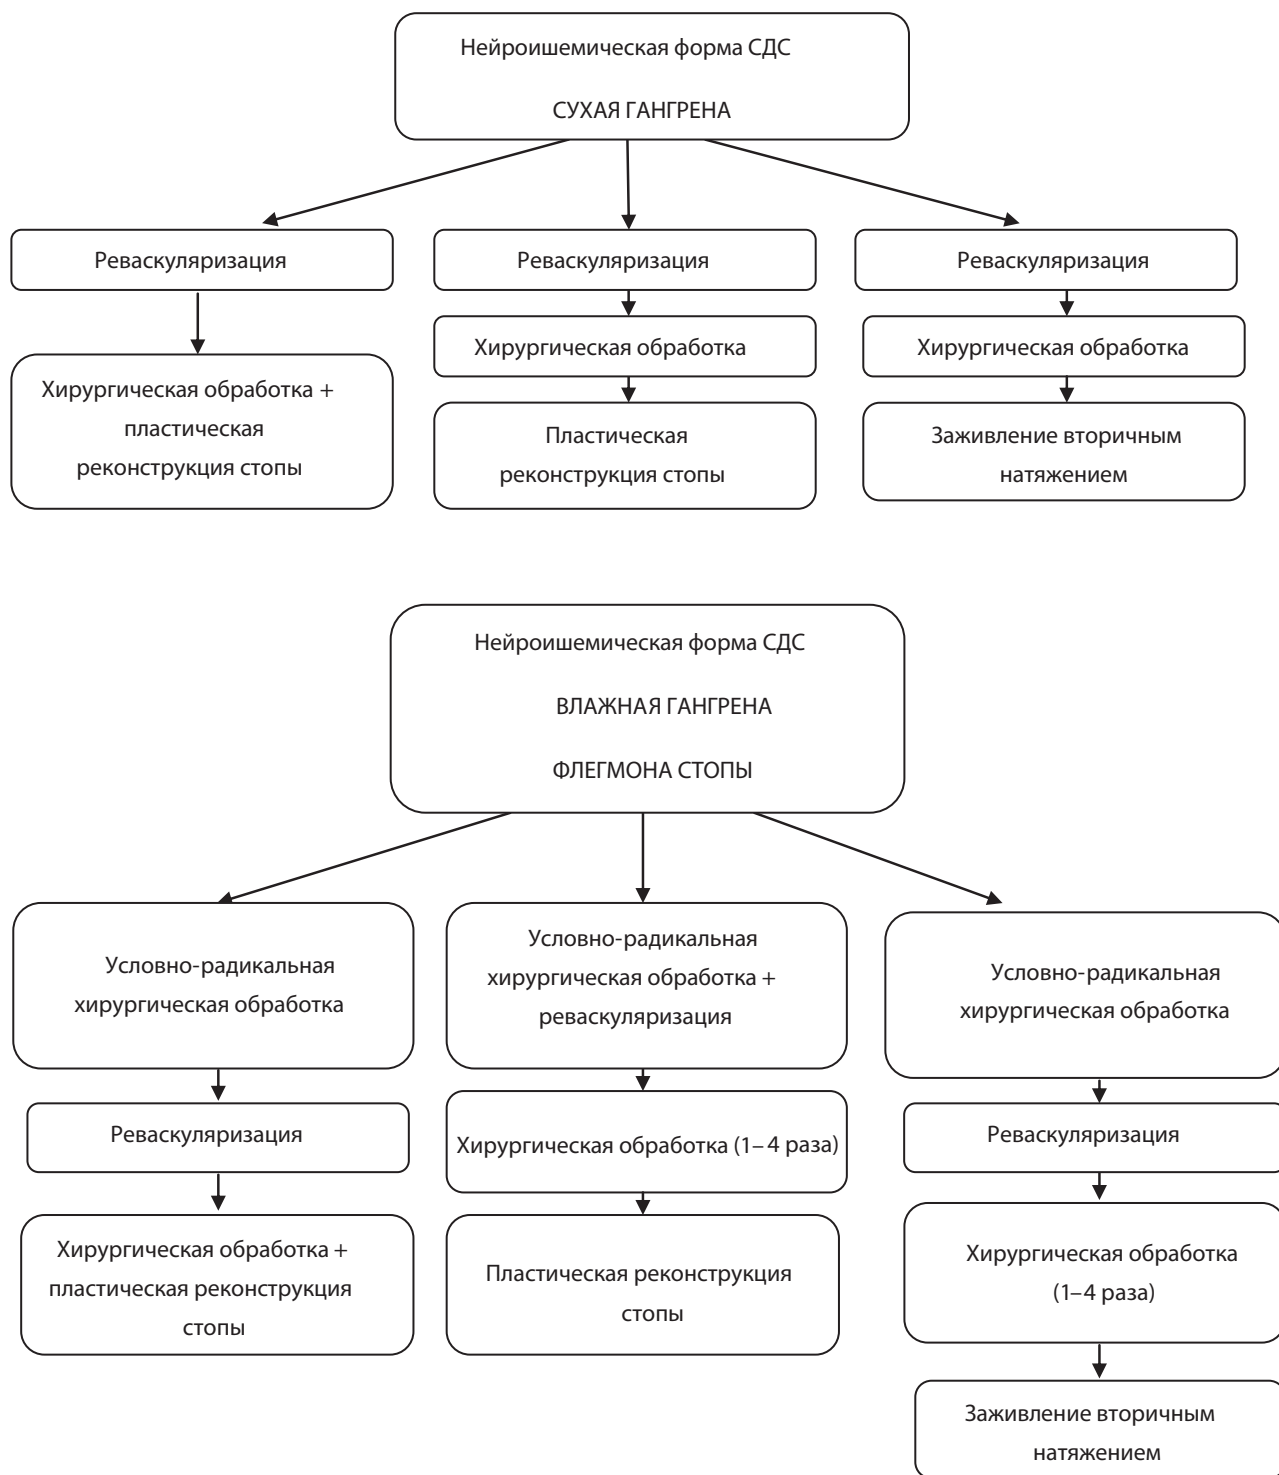 Нейроишемическая форма СДС
СУХАЯ ГАНГРЕНА
Реваскуляризация
Хирургическая обработка +
пластическая
реконструкция стопы
Реваскуляризация
Хирургическая обработка
Пластическая
реконструкция стопы
Реваскуляризация
Хирургическая обработка
Заживление вторичным
натяжением
Нейроишемическая форма СДС
ВЛАЖНАЯ ГАНГРЕНА
ФЛЕГМОНА СТОПЫ
Условно-радикальная
хирургическая обработка
Реваскуляризация
Хирургическая обработка +
пластическая реконструкция
стопы
Условно-радикальная
хирургическая обработка +
реваскуляризация
Хирургическая обработка (1–4 раза)
Пластическая реконструкция
стопы
Условно-радикальная
хирургическая обработка
Реваскуляризация
Хирургическая обработка
(1–4 раза)
Заживление вторичным
натяжением